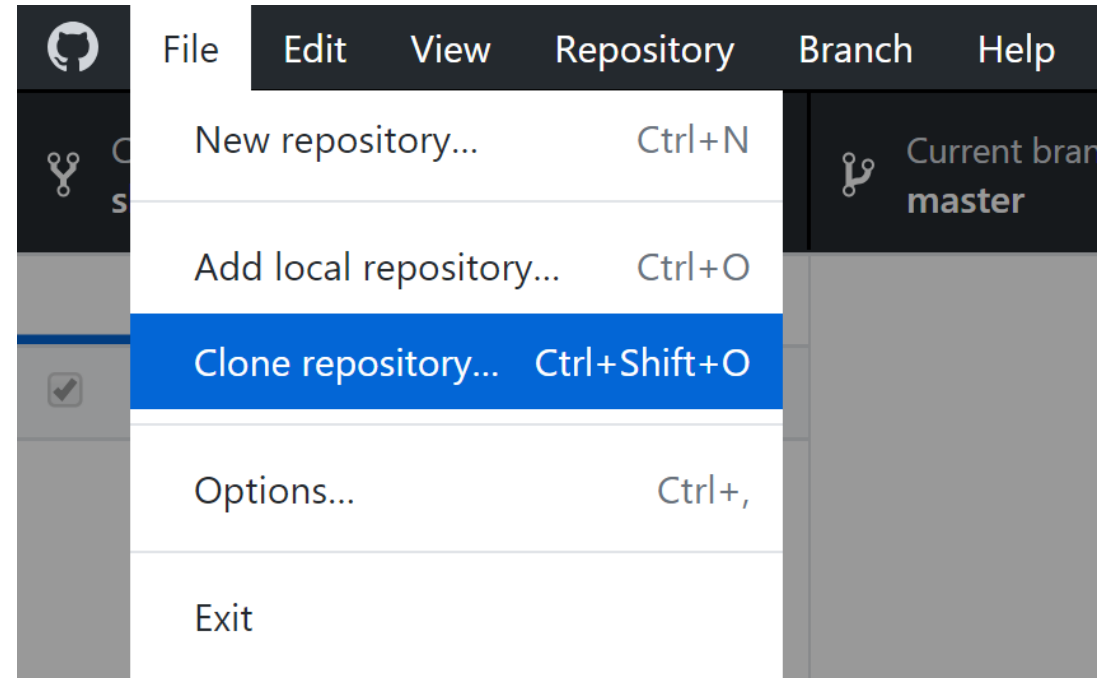 File Edit View Repository Branch Help
New repository... Ctrl+N
Current
master
Add local repository... Ctrl+O
Clone repository... Ctrl+Shift+O
Options... Ctrl+,
Exit